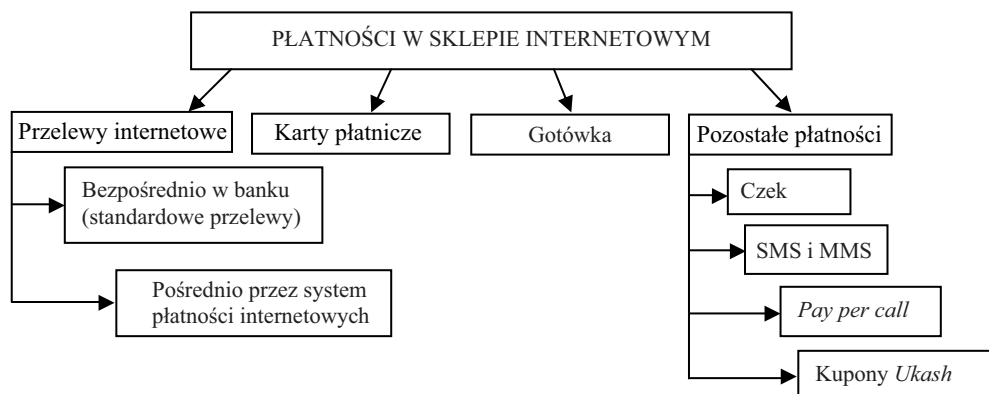 PŁATNOŚCI W SKLEPIE INTERNETOWYM
Przelewy internetowe
Karty płatnicze
Gotówka
Pozostałe płatności
Bezpośrednio w banku
(standardowe przelewy)
Pośrednio przez system
płatności internetowych
Czek
SMS i MMS
Pay per call
Kupony Ukash